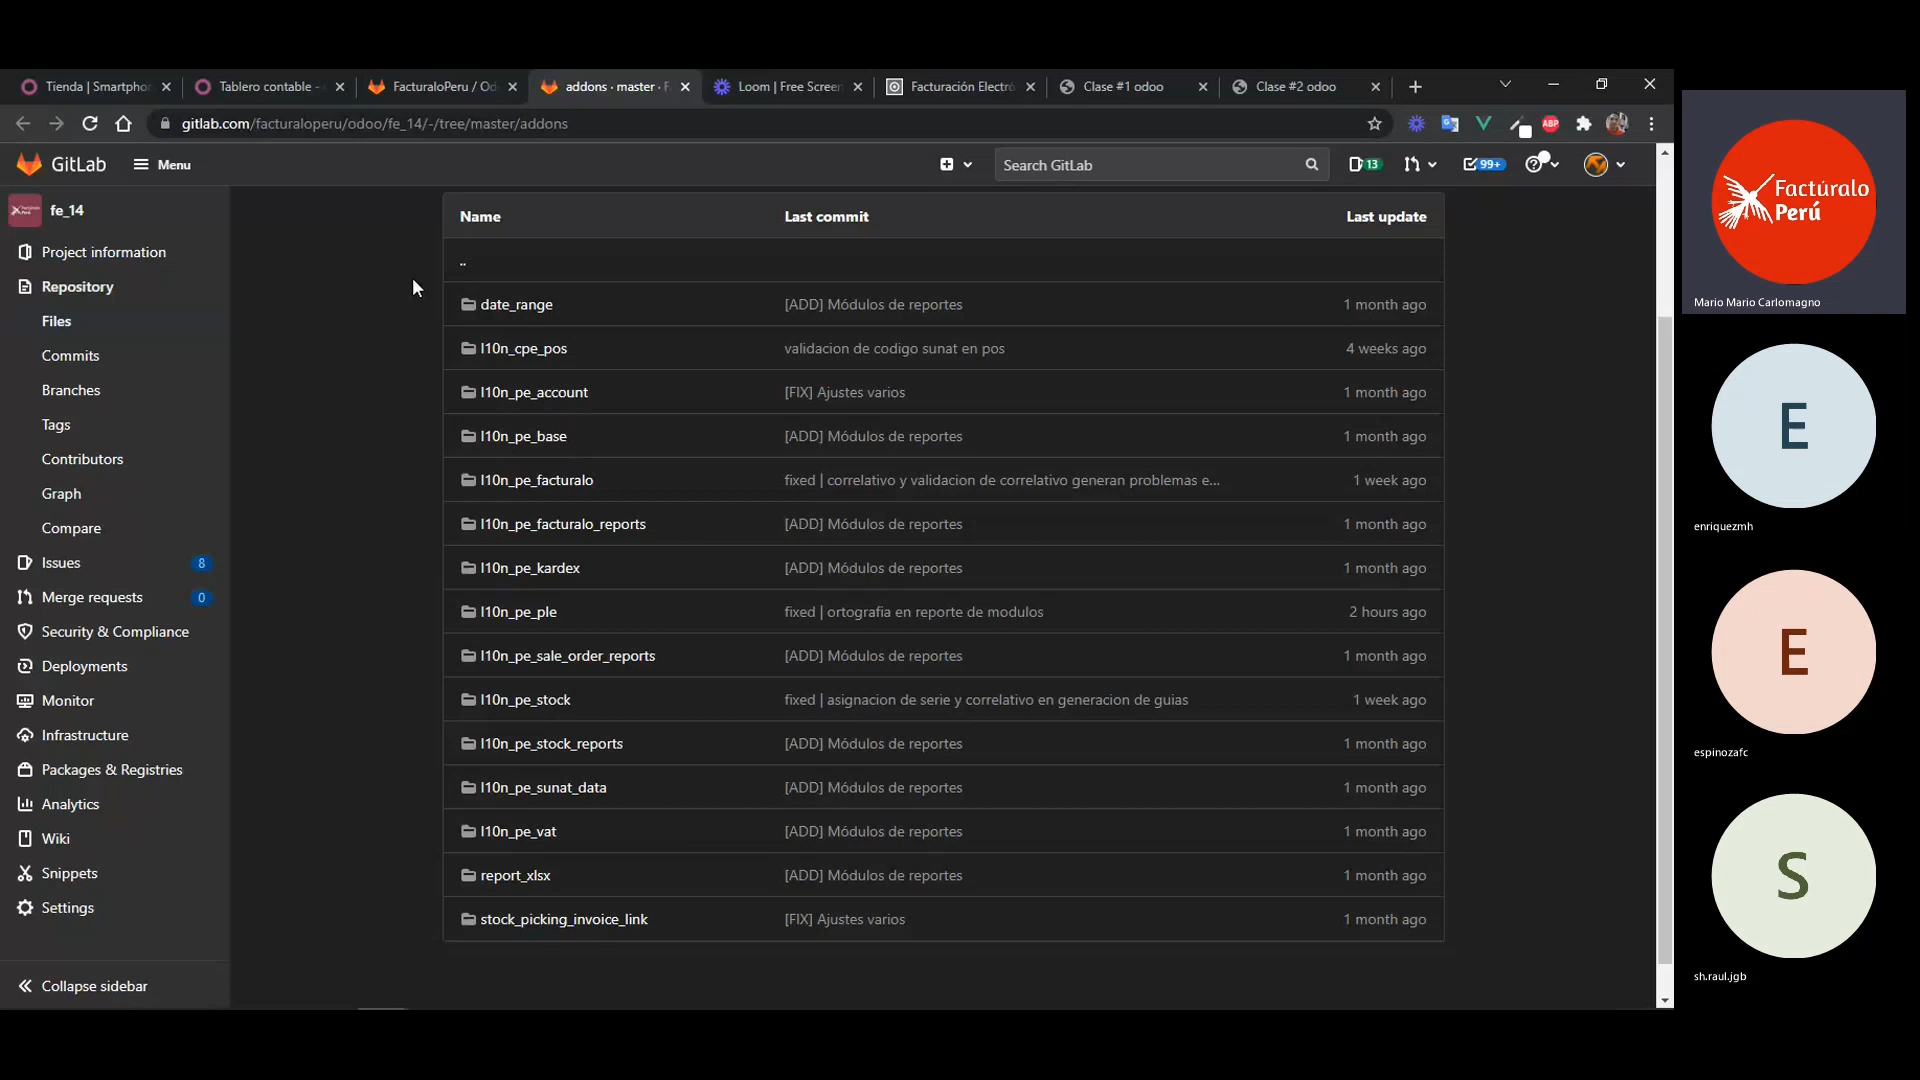 Tienda | Smartphon
Tablero contable -
FacturaloPeru / Od
addons · master · F
Loom | Free Screen
Facturación Electró
Clase #1 odoo
Clase #2 odoo
gitlab.com/facturaloperu/odoo/fe_14/-/tree/master/addons
ABP
GitLab
Menu
Search GitLab
13
99+
fe_14
Project information
Repository
Files
Commits
Branches
Tags
Contributors
Graph
Compare
Issues 8
Merge requests 0
Security & Compliance
Deployments
Monitor
Infrastructure
Packages & Registries
Analytics
Wiki
Snippets
Settings
Collapse sidebar
Name Last commit Last update
..
date_range [ADD] Módulos de reportes 1 month ago
l10n_cpe_pos validacion de codigo sunat en pos 4 weeks ago
l10n_pe_account [FIX] Ajustes varios 1 month ago
l10n_pe_base [ADD] Módulos de reportes 1 month ago
l10n_pe_facturalo fixed | correlativo y validacion de correlativo generan problemas e... 1 week ago
l10n_pe_facturalo_reports [ADD] Módulos de reportes 1 month ago
l10n_pe_kardex [ADD] Módulos de reportes 1 month ago
l10n_pe_ple fixed | ortografia en reporte de modulos 2 hours ago
l10n_pe_sale_order_reports [ADD] Módulos de reportes 1 month ago
l10n_pe_stock fixed | asignacion de serie y correlativo en generacion de guias 1 week ago
l10n_pe_stock_reports [ADD] Módulos de reportes 1 month ago
l10n_pe_sunat_data [ADD] Módulos de reportes 1 month ago
l10n_pe_vat [ADD] Módulos de reportes 1 month ago
report_xlsx [ADD] Módulos de reportes 1 month ago
stock_picking_invoice_link [FIX] Ajustes varios 1 month ago
Factúralo
Perú
Mario Mario Carlomagno
E
enriquezmh
E
espinozafc
S
sh.raul.jgb